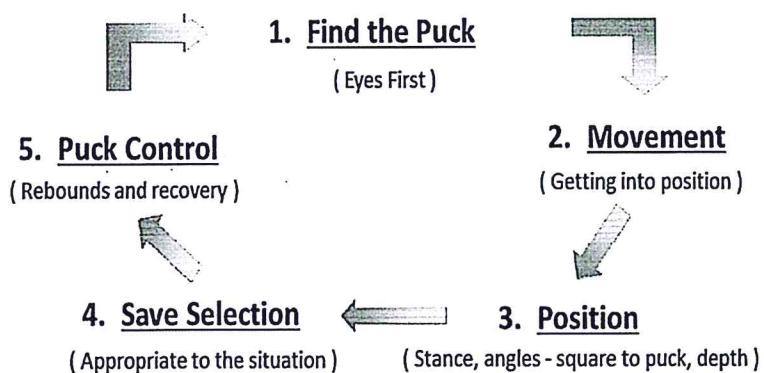 1. Find the Puck
( Eyes First )
2. Movement
( Getting into position )
3. Position
( Stance, angles - square to puck, depth )
4. Save Selection
( Appropriate to the situation )
5. Puck Control
( Rebounds and recovery )